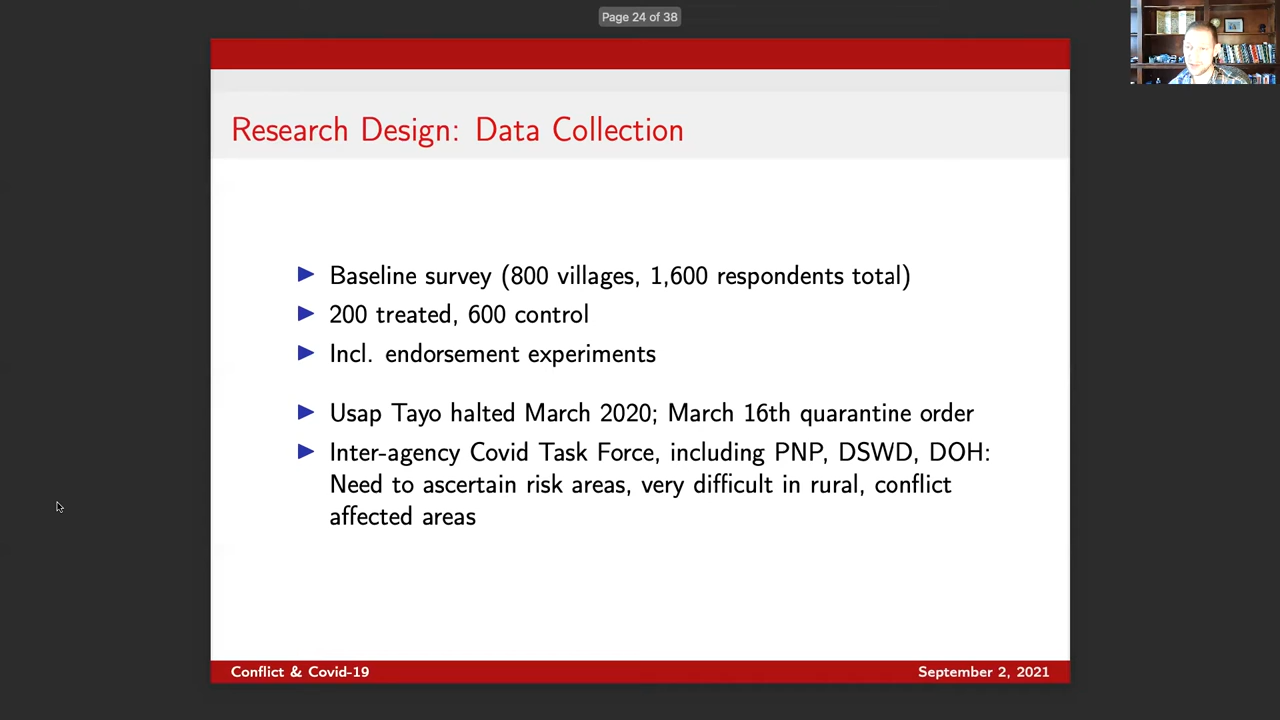 Page 24 of 38
Research Design: Data Collection
Baseline survey (800 villages, 1,600 respondents total)
200 treated, 600 control
Incl. endorsement experiments
Usap Tayo halted March 2020; March 16th quarantine order
Inter-agency Covid Task Force, including PNP, DSWD, DOH:
Need to ascertain risk areas, very difficult in rural, conflict
affected areas
Conflict & Covid-19
September 2, 2021